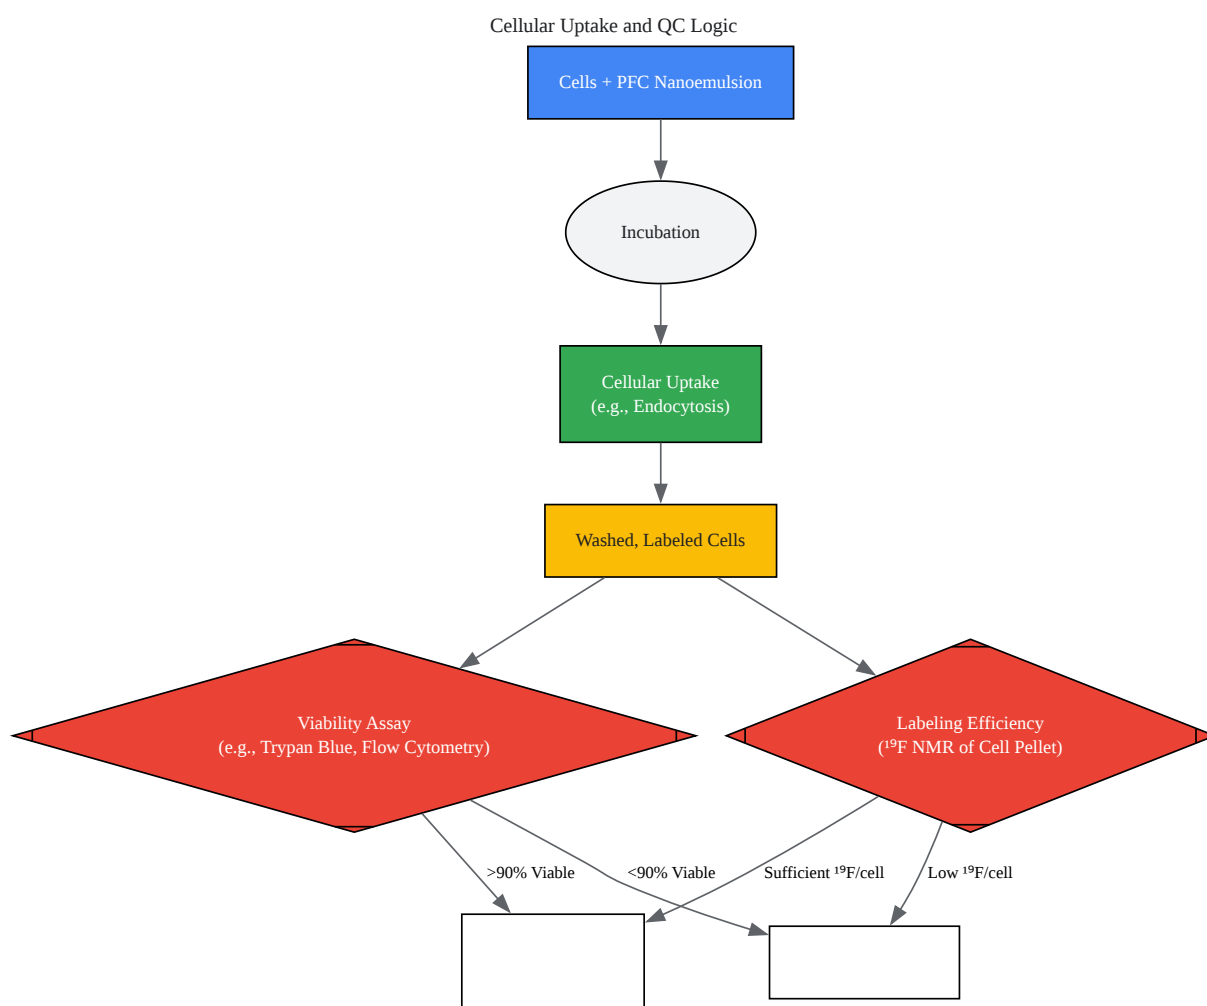 Cellular Uptake and QC Logic
Cells + PFC Nanoemulsion
Incubation
Cellular Uptake
(e.g., Endocytosis)
Washed, Labeled Cells
Viability Assay
(e.g., Trypan Blue, Flow Cytometry)
Labeling Efficiency
(¹⁹F NMR of Cell Pellet)
>90% Viable
<90% Viable
Sufficient ¹⁹F/cell
Low ¹⁹F/cell